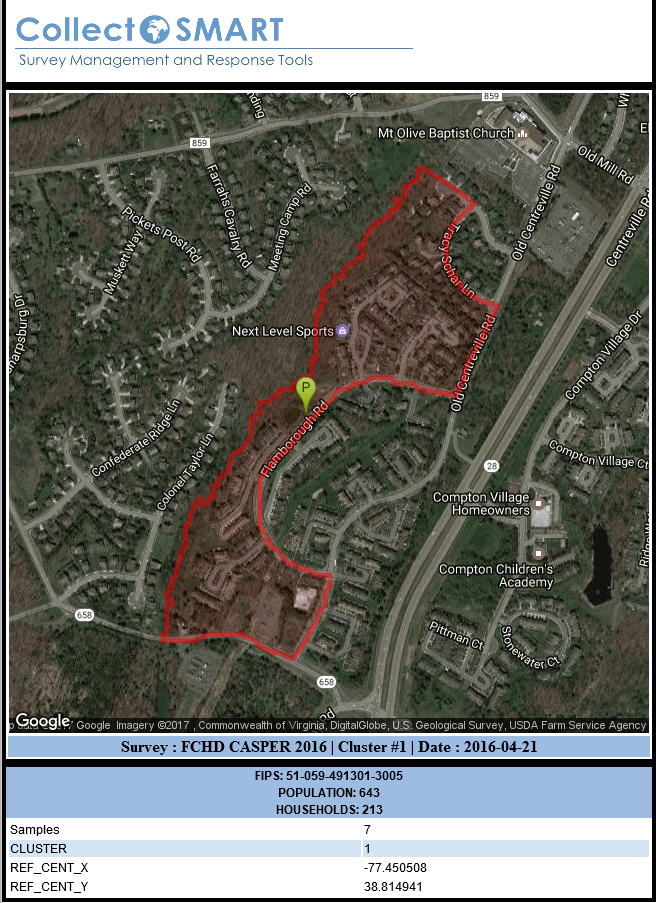 Collect SMART
Survey Management and Response Tools
859
859
Mt Olive Baptist Church
Old Mill Rd
Old Centreville Rd
Centreville R
Farrahs Cavalry Rd
Meeting Camp Rd
Pickets Post Rd
Muskett Way
Tracy Schar Ln
harpsburg Dr
Next Level Sports
Old Centreville Rd
Compton Village Dr
P
Flamborough Rd
Confederate Ridge Ln
Colonel Taylor Ln
Compton Village Ct
28
Compton Village
Homeowners
Compton Children's
Academy
658
Pittman Ct
Stonewater Ct
658
Rd
Google
Google Imagery ©2017 , Commonwealth of Virginia, DigitalGlobe, U.S. Geological Survey, USDA Farm Service Agency
Survey : FCHD CASPER 2016 | Cluster #1 | Date : 2016-04-21
FIPS: 51-059-491301-3005
POPULATION: 643
HOUSEHOLDS: 213
Samples 7
CLUSTER 1
REF_CENT_X -77.450508
REF_CENT_Y 38.814941